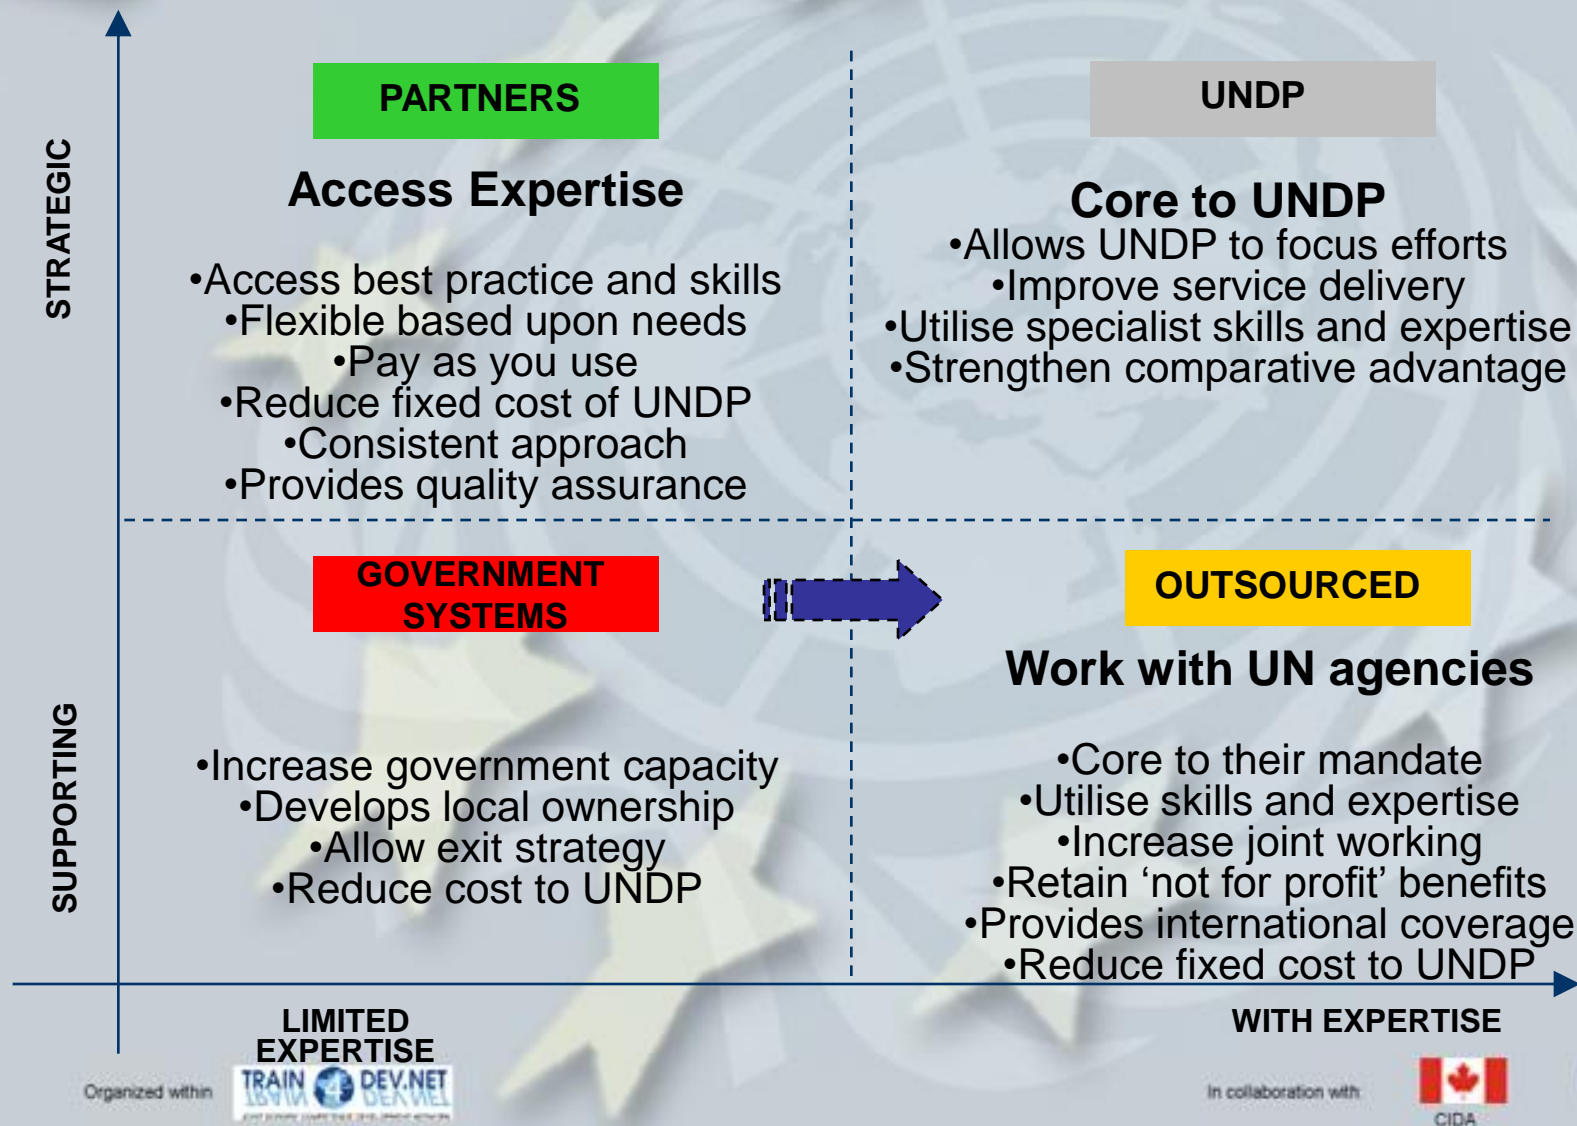 STRATEGIC
PARTNERS
Access Expertise
•Access best practice and skills
•Flexible based upon needs
•Pay as you use
•Reduce fixed cost of UNDP
•Consistent approach
•Provides quality assurance
UNDP
Core to UNDP
•Allows UNDP to focus efforts
•Improve service delivery
•Utilise specialist skills and expertise
•Strengthen comparative advantage
SUPPORTING
GOVERNMENT
SYSTEMS
•Increase government capacity
•Develops local ownership
•Allow exit strategy
•Reduce cost to UNDP
OUTSOURCED
Work with UN agencies
•Core to their mandate
•Utilise skills and expertise
•Increase joint working
•Retain ‘not for profit’ benefits
•Provides international coverage
•Reduce fixed cost to UNDP
LIMITED
EXPERTISE
WITH EXPERTISE
Organized within
TRAIN 4 DEV.NET
In collaboration with:
CIDA